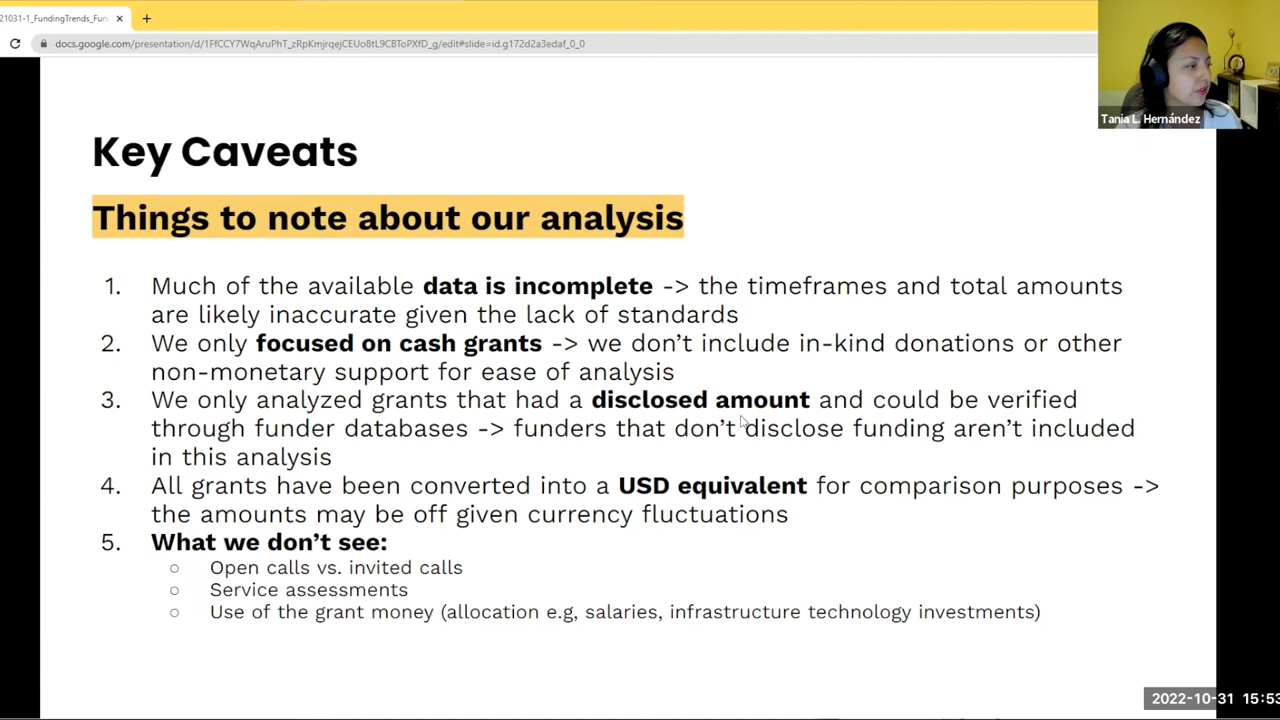 21031-1_FundingTrends_Fun
docs.google.com/presentation/d/1FfCCY7WqAruPhT_zRpKmjrqejCEUo8tL9CBToPXfD_g/edit#slide=id.g172d2a3edaf_0_0
Tania L. Hernández
Key Caveats
Things to note about our analysis
1. Much of the available data is incomplete -> the timeframes and total amounts
are likely inaccurate given the lack of standards
2. We only focused on cash grants -> we don't include in-kind donations or other
non-monetary support for ease of analysis
3. We only analyzed grants that had a disclosed amount and could be verified
through funder databases -> funders that don't disclose funding aren't included
in this analysis
4. All grants have been converted into a USD equivalent for comparison purposes ->
the amounts may be off given currency fluctuations
5. What we don't see:
○ Open calls vs. invited calls
○ Service assessments
○ Use of the grant money (allocation e.g, salaries, infrastructure technology investments)
2022-10-31 15:53